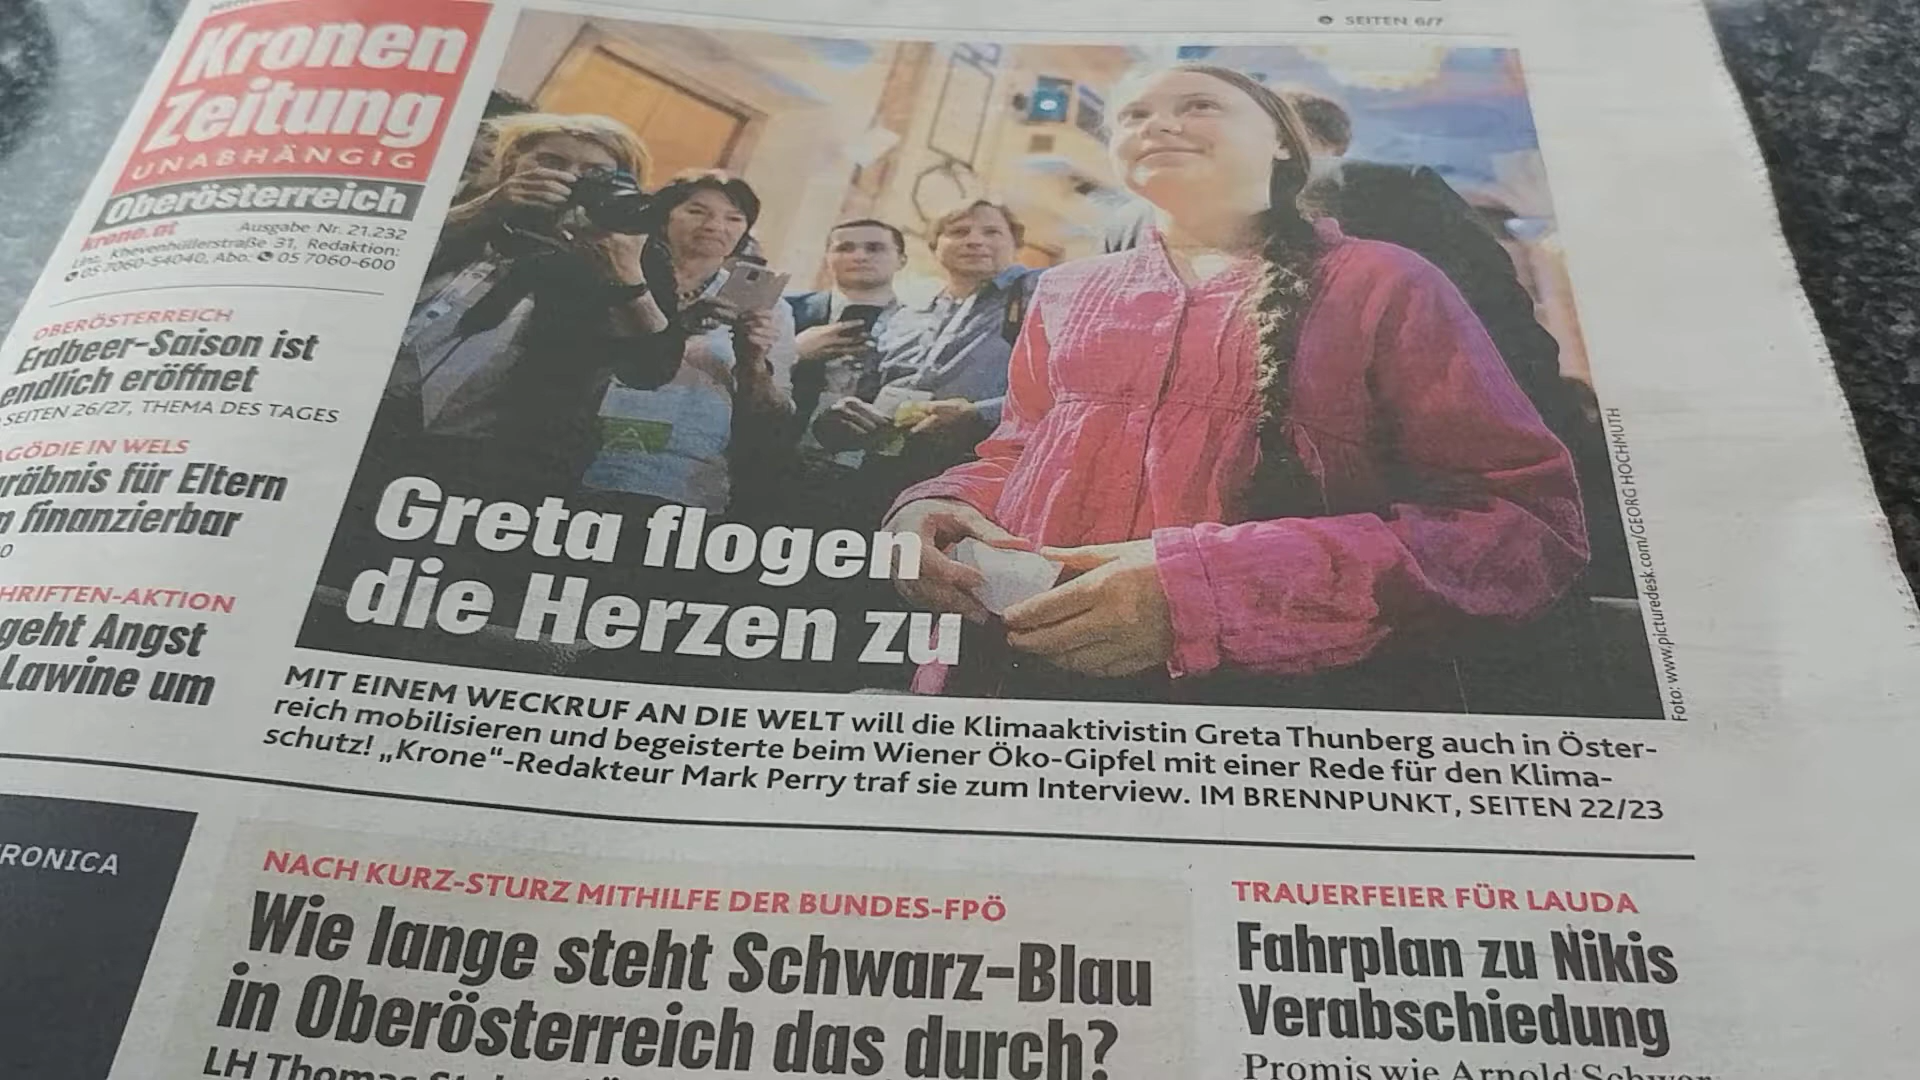 SEITEN 6/7
Kronen
Zeitung
UNABHÄNGIG
Oberösterreich
krone.at
Ausgabe Nr. 21.232
Linz, Khevenhüllerstraße 31, Redaktion:
05 7060-54040, Abo: 05 7060-600
OBERÖSTERREICH
Erdbeer-Saison ist
endlich eröffnet
SEITEN 26/27, THEMA DES TAGES
AGÖDIE IN WELS
räbnis für Eltern
finanzierbar
HRIFTEN-AKTION
geht Angst
Lawine um
Greta flogen
die Herzen zu
Foto: www.picturedesk.com/GEORG HOCHMUTH
MIT EINEM WECKRUF AN DIE WELT will die Klimaaktivistin Greta Thunberg auch in Öster-
reich mobilisieren und begeisterte beim Wiener Öko-Gipfel mit einer Rede für den Klima-
schutz! „Krone“-Redakteur Mark Perry traf sie zum Interview. IM BRENNPUNKT, SEITEN 22/23
RONICA
NACH KURZ-STURZ MITHILFE DER BUNDES-FPÖ
Wie lange steht Schwarz-Blau
in Oberösterreich das durch?
LH Thomas
TRAUERFEIER FÜR LAUDA
Fahrplan zu Nikis
Verabschiedung
Promis wie Arnold Schwar